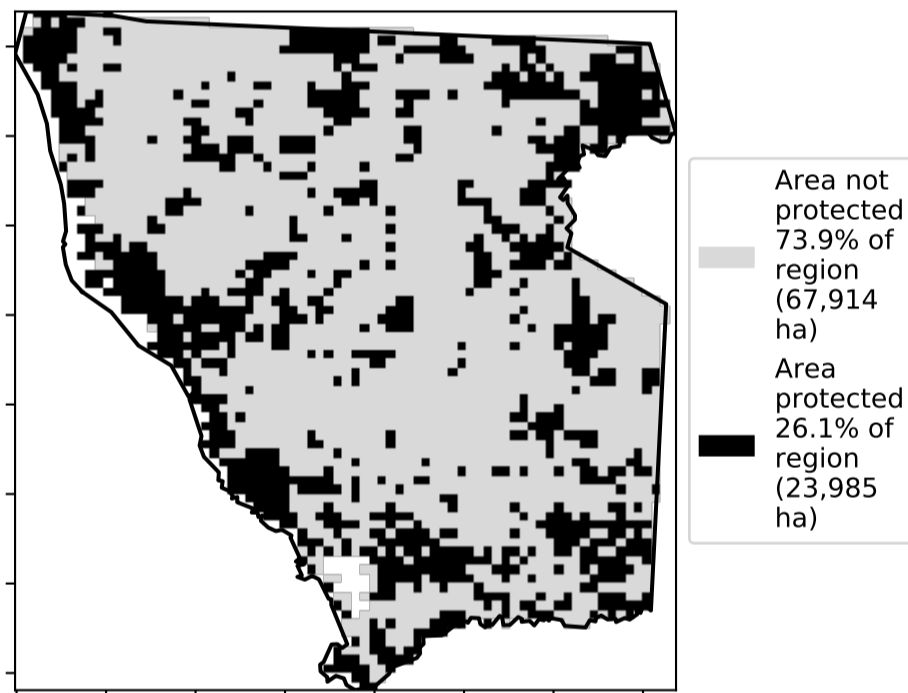 Area not
protected
73.9% of
region
(67,914
ha)
Area
protected
26.1% of
region
(23,985
ha)